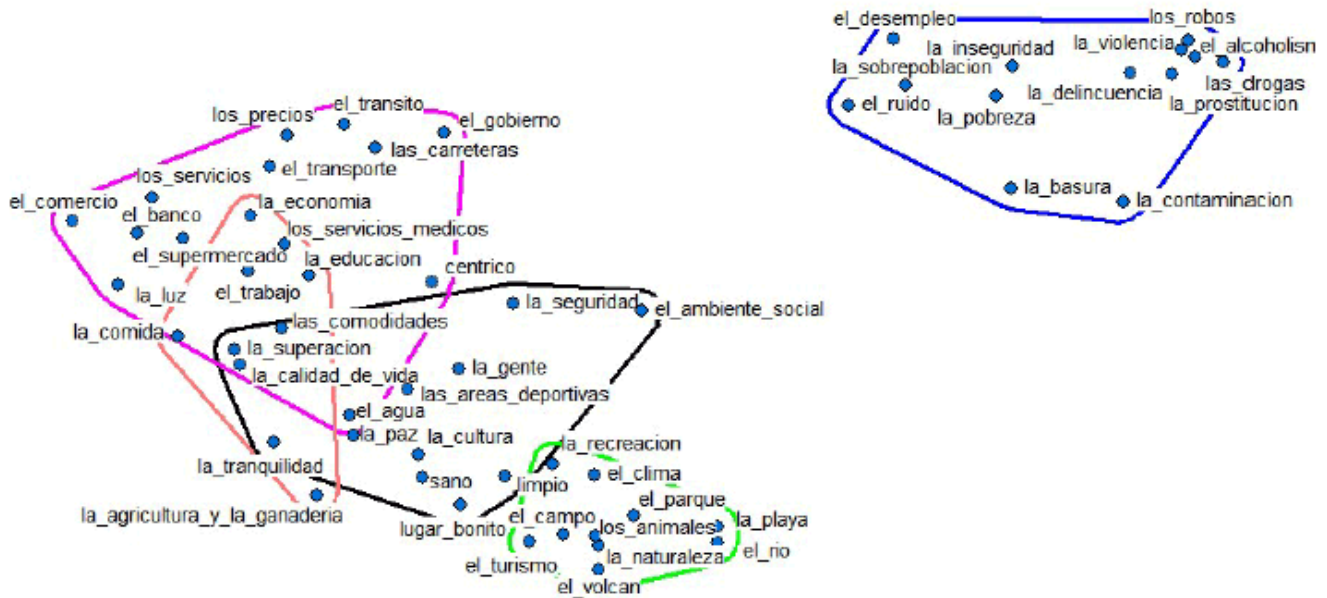 el_desempleo
los_robos
la_inseguridad
la_violencia
el_alcoholisn
la_sobrepoblacion
las_drogas
la_delincuencia
el_ruido
la_prostitucion
la_pobreza
la_basura
la_contaminacion
el_transito
los_precios
el_gobierno
las_carreteras
el_transporte
los_servicios
el_comercio
la_economia
el_banco
los_servicios_medicos
el_supermercado
la_educacion
centrico
la_luz
el_trabajo
la_seguridad
el_ambiente_social
las_comodidades
la_comida
la_superacion
la_gente
la_calidad_de_vida
las_areas_deportivas
el_agua
la_paz
la_cultura
la_recreacion
la_tranquilidad
el_clima
sano
limpio
el_parque
la_agricultura_y_la_ganaderia
lugar_bonito
el_campo
los_animales
la_playa
la_naturaleza
el_rio
el_turismo
el_volcan